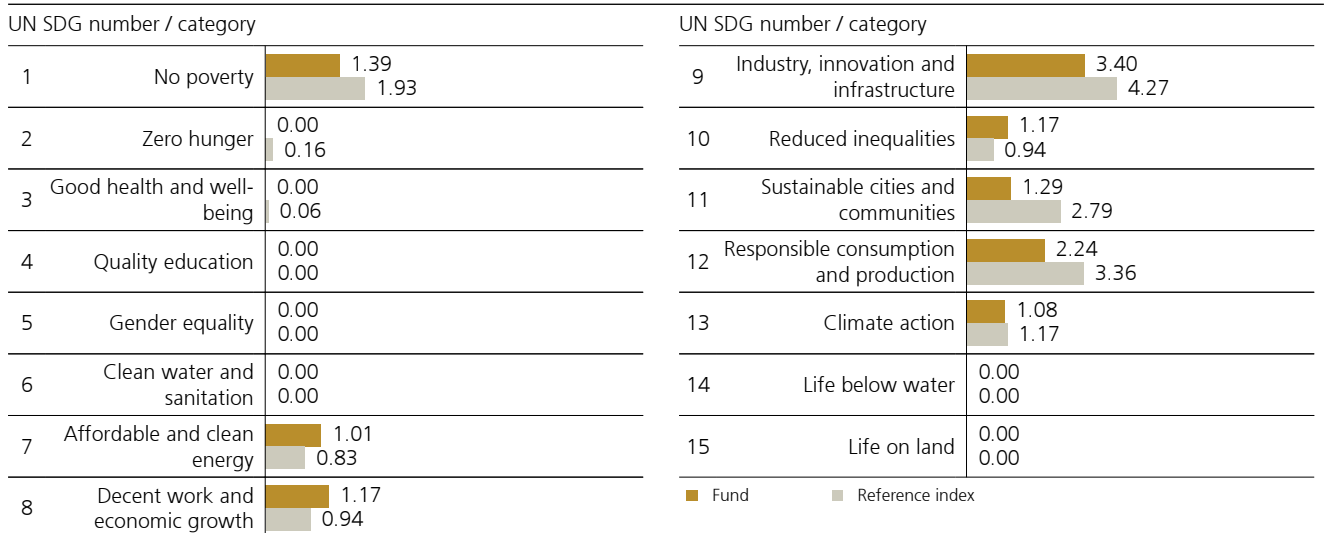 UN SDG number / category
1
No poverty
1.39
1.93
2
Zero hunger
0.00
0.16
3
Good health and well-
being
0.00
0.06
4
Quality education
0.00
0.00
5
Gender equality
0.00
0.00
6
Clean water and
sanitation
0.00
0.00
7
Affordable and clean
energy
1.01
0.83
8
Decent work and
economic growth
1.17
0.94
UN SDG number / category
9
Industry, innovation and
infrastructure
3.40
4.27
10
Reduced inequalities
1.17
0.94
11
Sustainable cities and
communities
1.29
2.79
12
Responsible consumption
and production
2.24
3.36
13
Climate action
1.08
1.17
14
Life below water
0.00
0.00
15
Life on land
0.00
0.00
Fund
Reference index